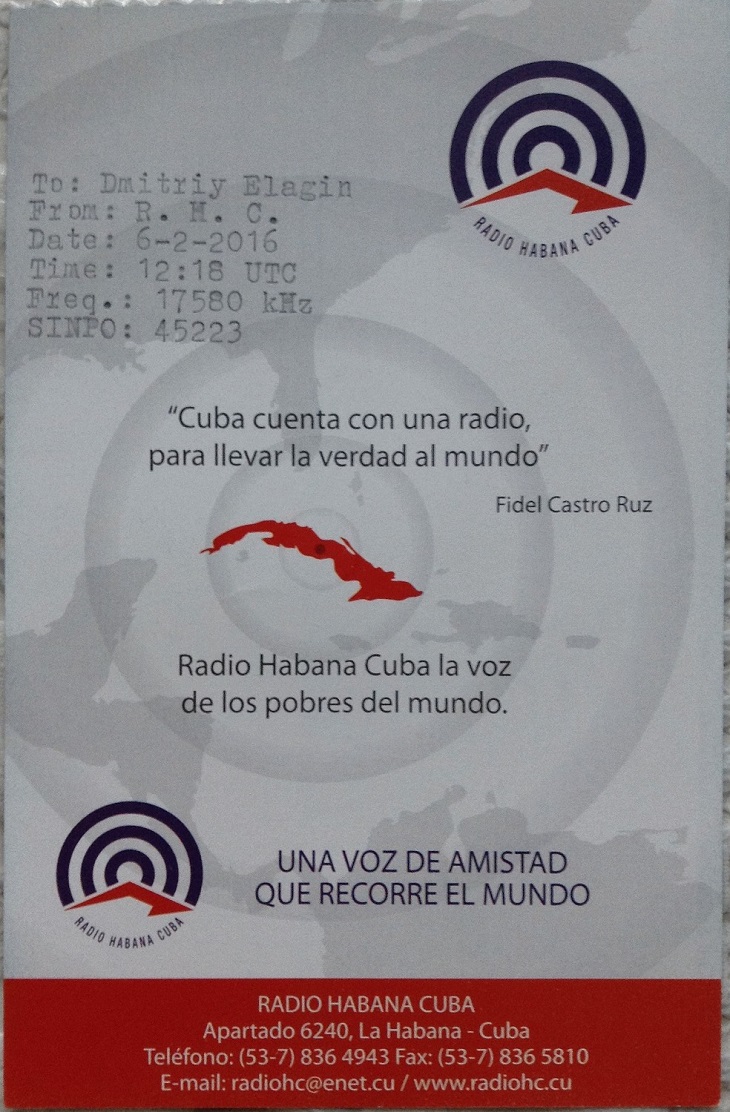 RADIO HABANA CUBA
To: Dmitriy Elagin
From: R. H. C.
Date: 6-2-2016
Time: 12:18 UTC
Freq.: 17580 kHz
SINPO: 45223
“Cuba cuenta con una radio,
para llevar la verdad al mundo”
Fidel Castro Ruz
Radio Habana Cuba la voz
de los pobres del mundo.
UNA VOZ DE AMISTAD
QUE RECORRE EL MUNDO
RADIO HABANA CUBA
RADIO HABANA CUBA
Apartado 6240, La Habana - Cuba
Teléfono: (53-7) 836 4943 Fax: (53-7) 836 5810
E-mail: radiohc@enet.cu / www.radiohc.cu